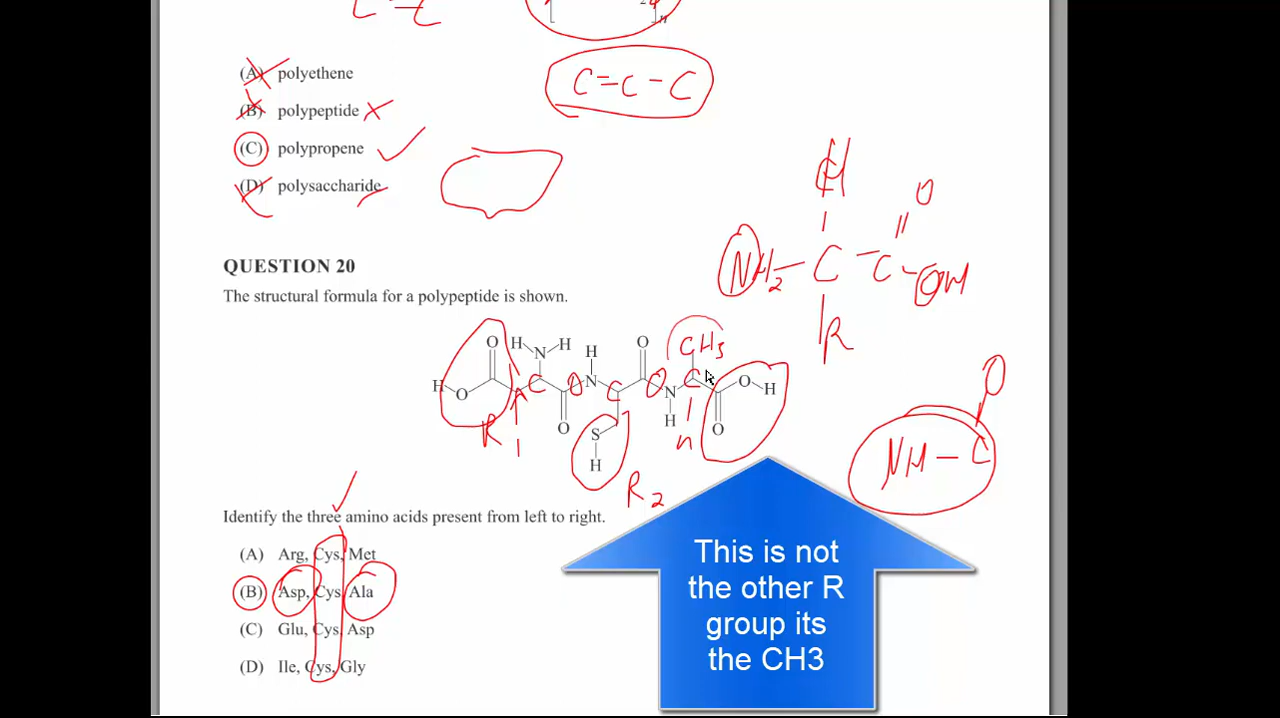 C=C
2
n
C=C-C
(A) polyethene
(B) polypeptide
(C) polypropene
(D) polysaccharide
H
O
NH2-C-C-OH
R
QUESTION 20
The structural formula for a polypeptide is shown.
O H N H H O CH3
H O C O N C O N C O H
R1 O S H n O
H R2
O
NH-C
Identify the three amino acids present from left to right.
(A) Arg, Cys, Met
(B) Asp, Cys, Ala
(C) Glu, Cys, Asp
(D) Ile, Cys, Gly
This is not
the other R
group its
the CH3